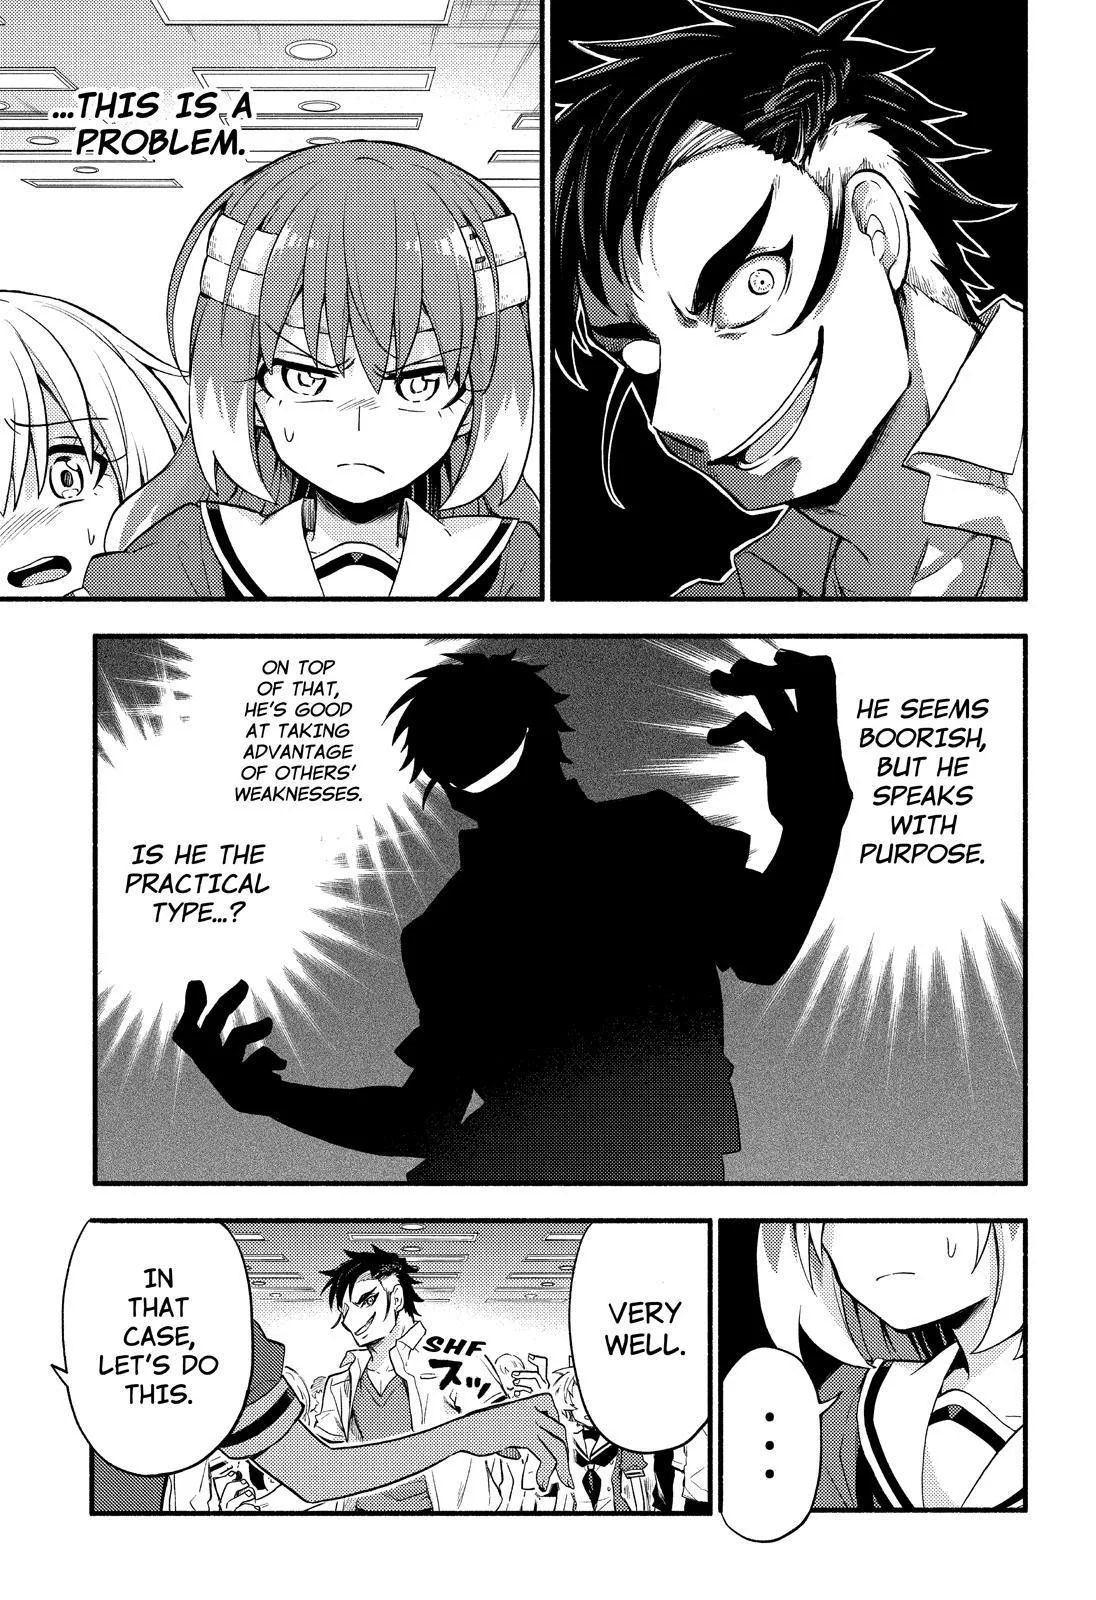 ...THIS IS A
PROBLEM.
HE SEEMS
BOORISH,
BUT HE
SPEAKS
WITH
PURPOSE.
ON TOP
OF THAT,
HE'S GOOD
AT TAKING
ADVANTAGE
OF OTHERS'
WEAKNESSES.
IS HE THE
PRACTICAL
TYPE...?
...
VERY
WELL.
SHF
スッ
IN
THAT
CASE,
LET'S DO
THIS.